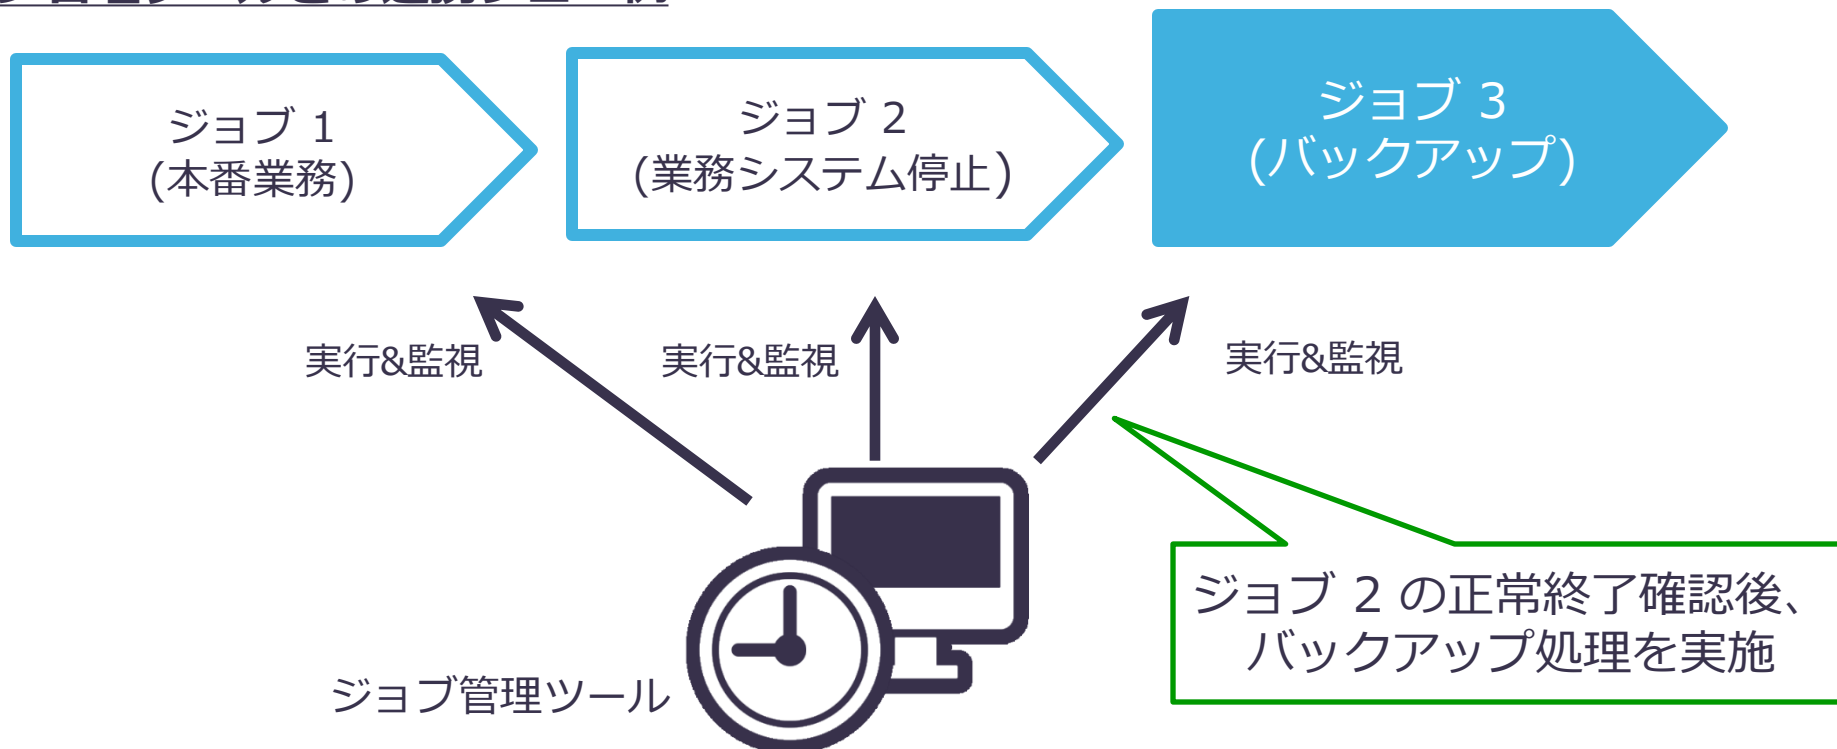 ジョブ 1
(本番業務)
ジョブ 2
(業務システム停止)
ジョブ 3
(バックアップ)
実行&監視
実行&監視
実行&監視
ジョブ 2 の正常終了確認後、
バックアップ処理を実施
ジョブ管理ツール